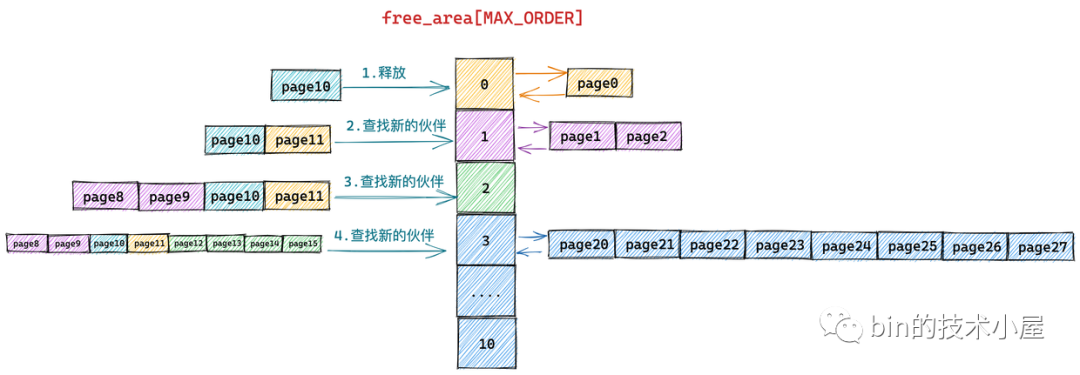 free_area[MAX_ORDER]
page10 1.释放 0 page0
page10 page11 2.查找新的伙伴 1 page1 page2
page8 page9 page10 page11 3.查找新的伙伴 2
page8 page9 page10 page11 page12 page13 page14 page15 4.查找新的伙伴 3 page20 page21 page22 page23 page24 page25 page26 page27
....
10
bin的技术小屋